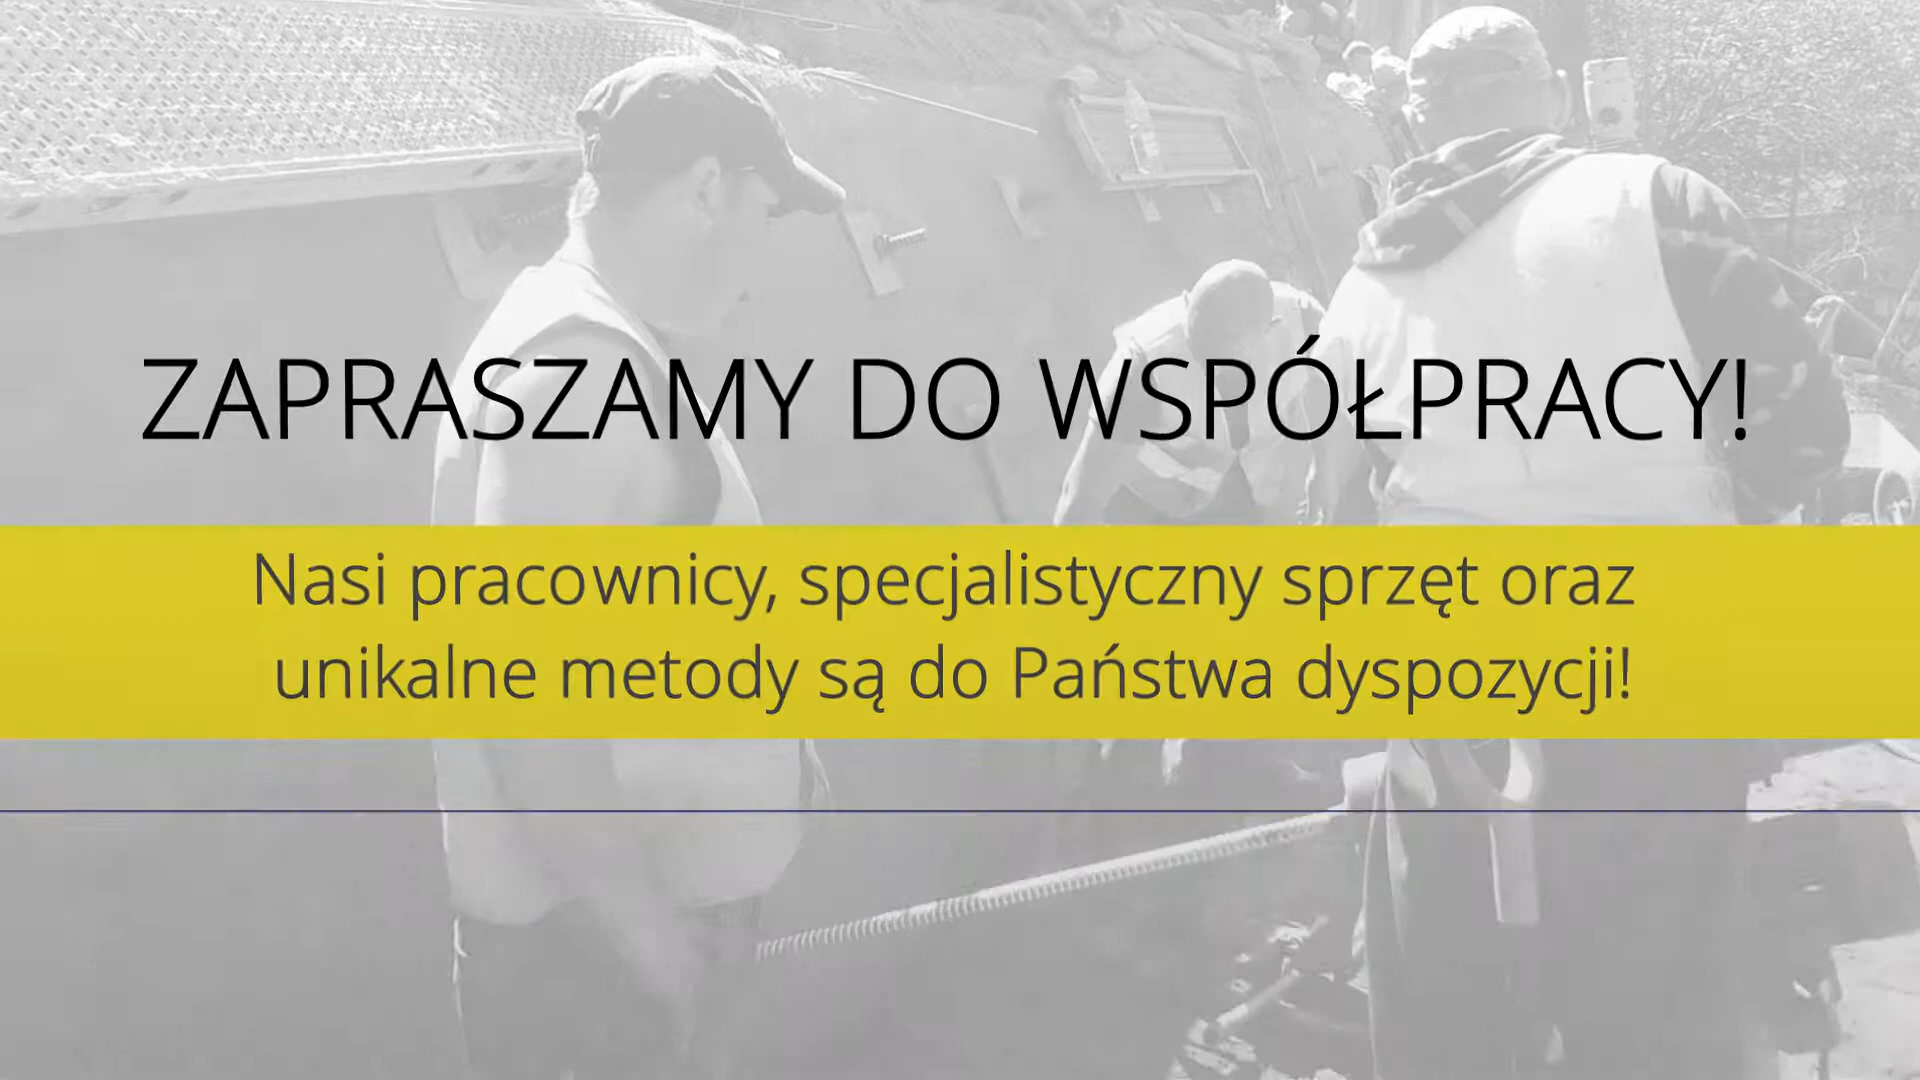 ZAPRASZAMY DO WSPÓŁPRACY!
Nasi pracownicy, specjalistyczny sprzęt oraz
unikalne metody są do Państwa dyspozycji!